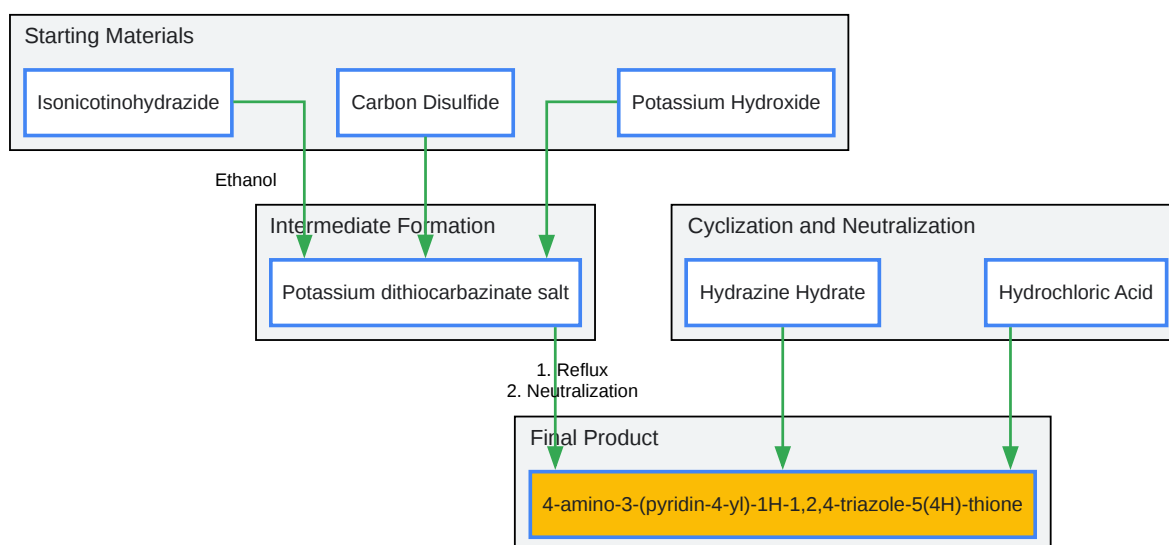 Starting Materials
Isonicotinohydrazide
Carbon Disulfide
Potassium Hydroxide
Ethanol
Intermediate Formation
Cyclization and Neutralization
Potassium dithiocarbazinate salt
Hydrazine Hydrate
Hydrochloric Acid
1. Reflux
2. Neutralization
Final Product
4-amino-3-(pyridin-4-yl)-1H-1,2,4-triazole-5(4H)-thione